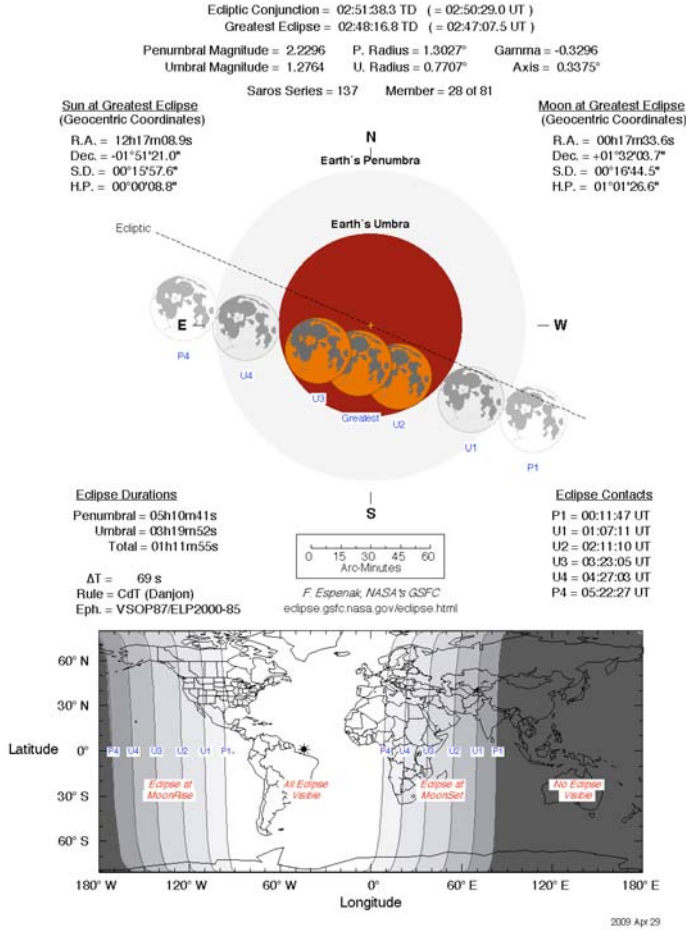 Ecliptic Conjunction = 02:51:38.3 TD ( = 02:50:29.0 UT )
Greatest Eclipse = 02:48:16.8 TD ( = 02:47:07.5 UT )
Penumbral Magnitude = 2.2296 P. Radius = 1.3027° Gamma = -0.3296
Umbral Magnitude = 1.2764 U. Radius = 0.7707° Axis = 0.3375°
Saros Series = 137 Member = 28 of 81
Sun at Greatest Eclipse
(Geocentric Coordinates)
R.A. = 12h17m08.9s
Dec. = -01°51'21.0"
S.D. = 00°15'57.6"
H.P. = 00°00'08.8"
Moon at Greatest Eclipse
(Geocentric Coordinates)
R.A. = 00h17m33.6s
Dec. = +01°32'03.7"
S.D. = 00°16'44.5"
H.P. = 01°01'26.6"
N
Earth's Penumbra
Earth's Umbra
Ecliptic
E
W
P4
U4
U3
Greatest
U2
U1
P1
S
Eclipse Durations
Penumbral = 05h10m41s
Umbral = 03h19m52s
Total = 01h11m55s
ΔT = 69 s
Rule = CdT (Danjon)
Eph. = VSOP87/ELP2000-85
0 15 30 45 60
Arc-Minutes
F. Espenak, NASA's GSFC
eclipse.gsfc.nasa.gov/eclipse.html
Eclipse Contacts
P1 = 00:11:47 UT
U1 = 01:07:11 UT
U2 = 02:11:10 UT
U3 = 03:23:05 UT
U4 = 04:27:03 UT
P4 = 05:22:27 UT
60° N
30° N
Latitude 0°
30° S
60° S
P4 U4 U3 U2 U1 P1 P4 U4 U3 U2 U1 P1
Eclipse at MoonRise
All Eclipse Visible
Eclipse at MoonSet
No Eclipse Visible
180° W 120° W 60° W 0° 60° E 120° E 180° E
Longitude
2009 Apr 29